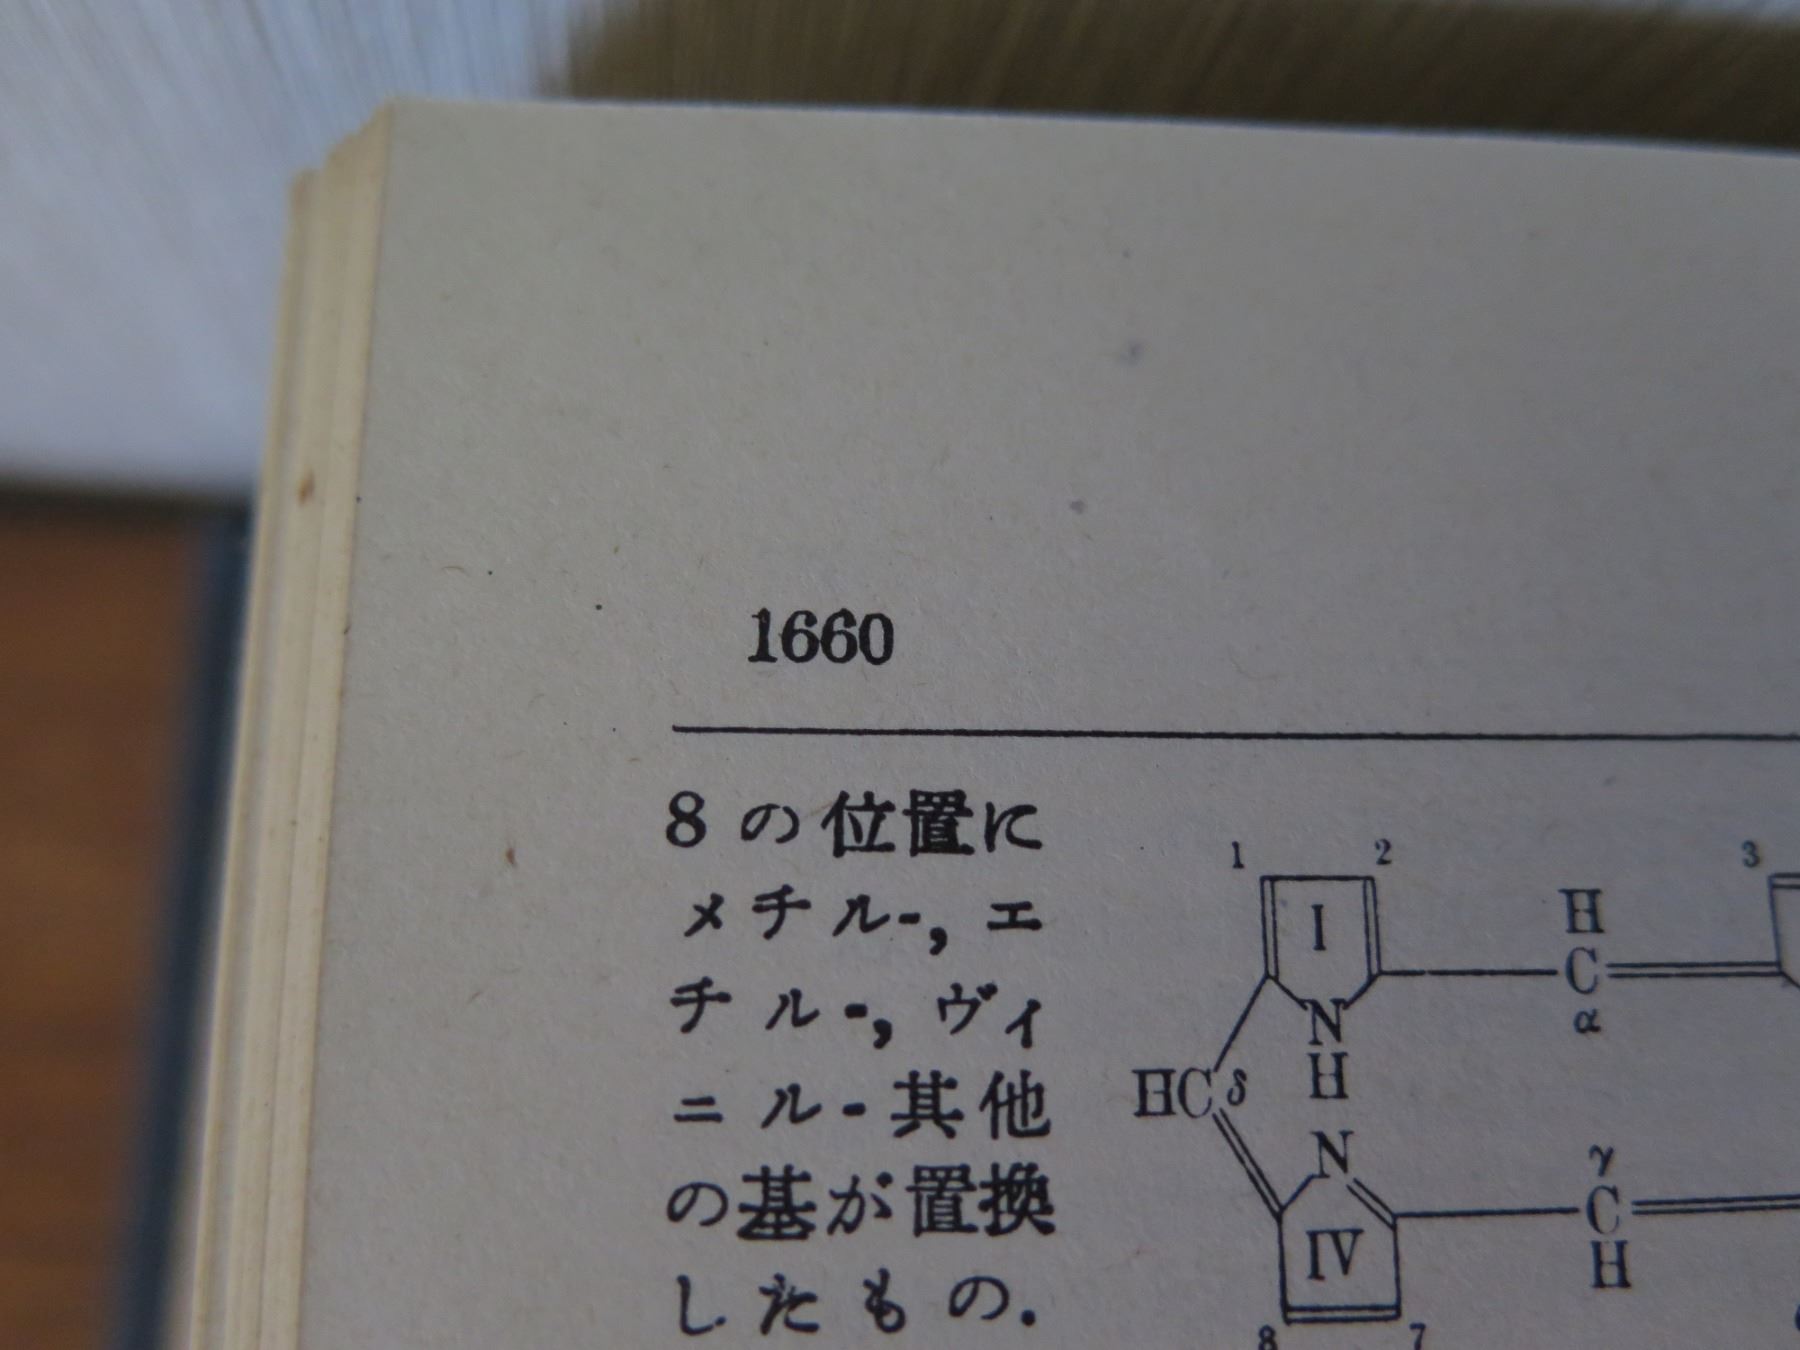 1660
8の位置に
メチル-, エ
チル-, ヴィ
ニル-其他
の基が置換
したもの.
1 2 3
I
H
C
α
N
H
HC δ
N
γ
C
H
IV
8 7